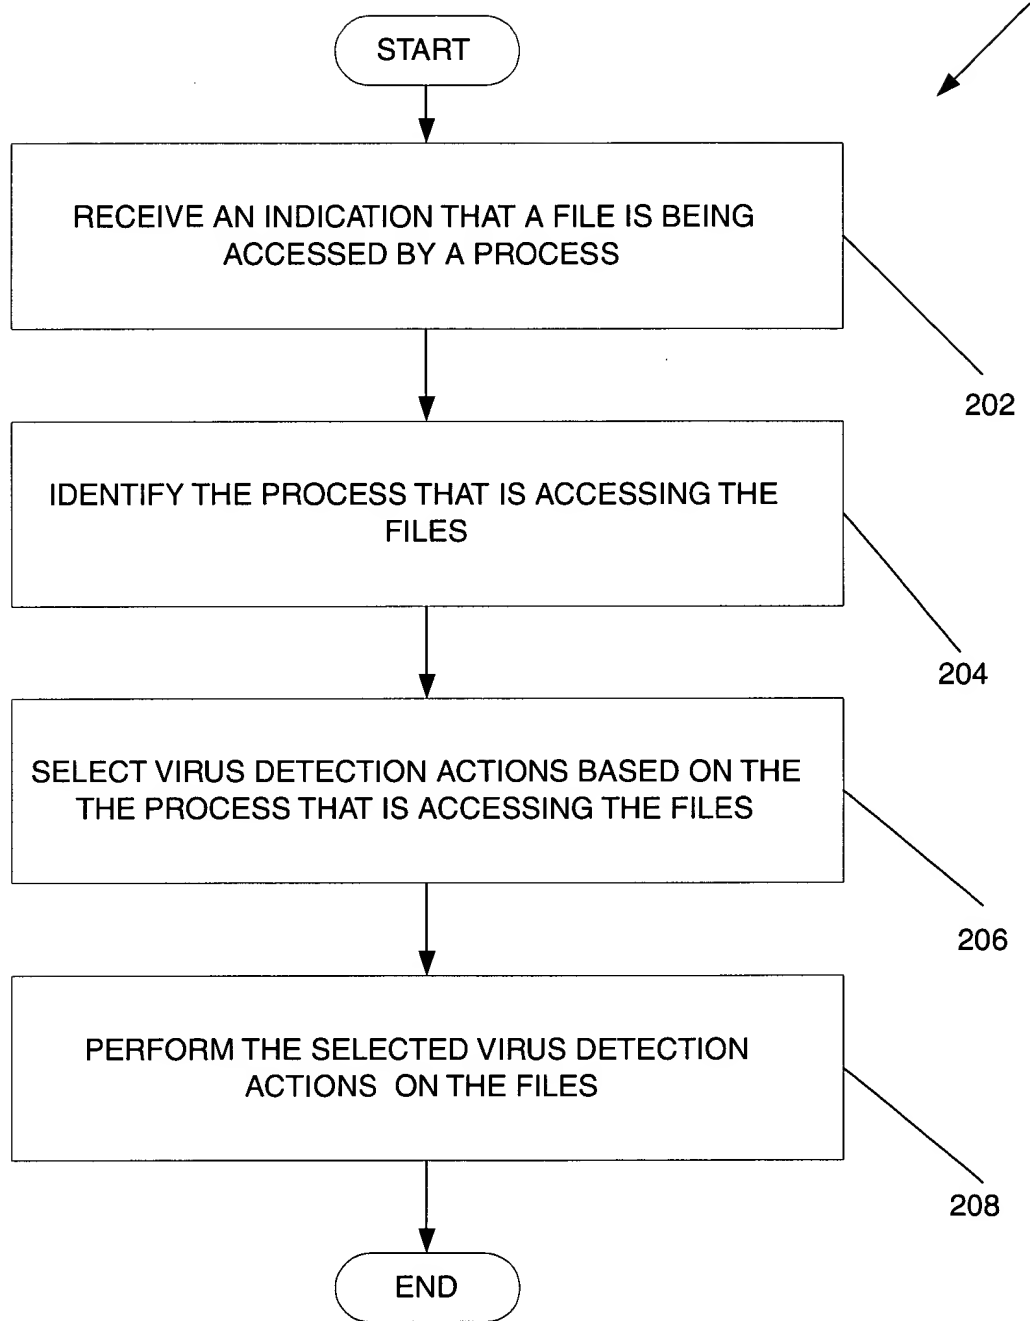 START
RECEIVE AN INDICATION THAT A FILE IS BEING
ACCESSED BY A PROCESS
202
IDENTIFY THE PROCESS THAT IS ACCESSING THE
FILES
204
SELECT VIRUS DETECTION ACTIONS BASED ON THE
THE PROCESS THAT IS ACCESSING THE FILES
206
PERFORM THE SELECTED VIRUS DETECTION
ACTIONS ON THE FILES
208
END